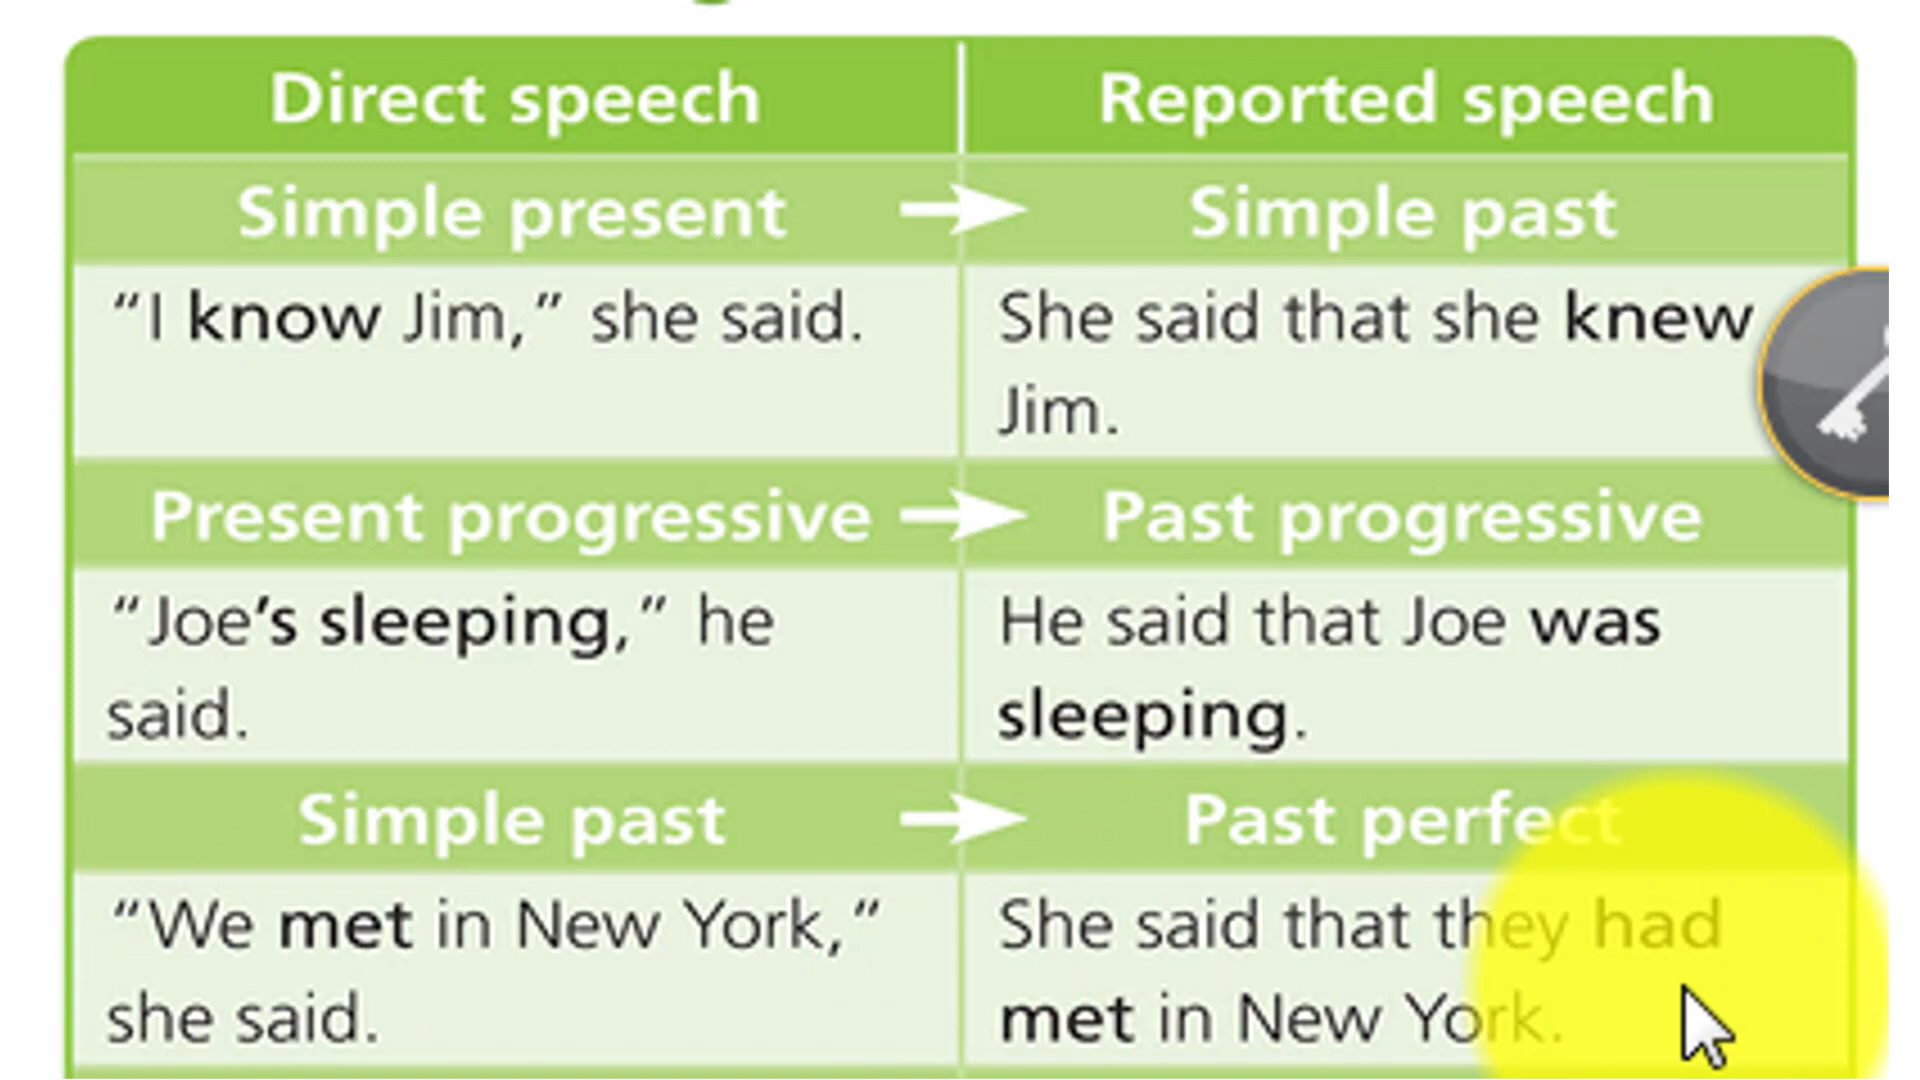 Direct speech Reported speech
Simple present Simple past
“I know Jim,” she said.
She said that she knew
Jim.
Present progressive Past progressive
“Joe’s sleeping,” he
said.
He said that Joe was
sleeping.
Simple past Past perfect
“We met in New York,“
she said.
She said that they had
met in New York.